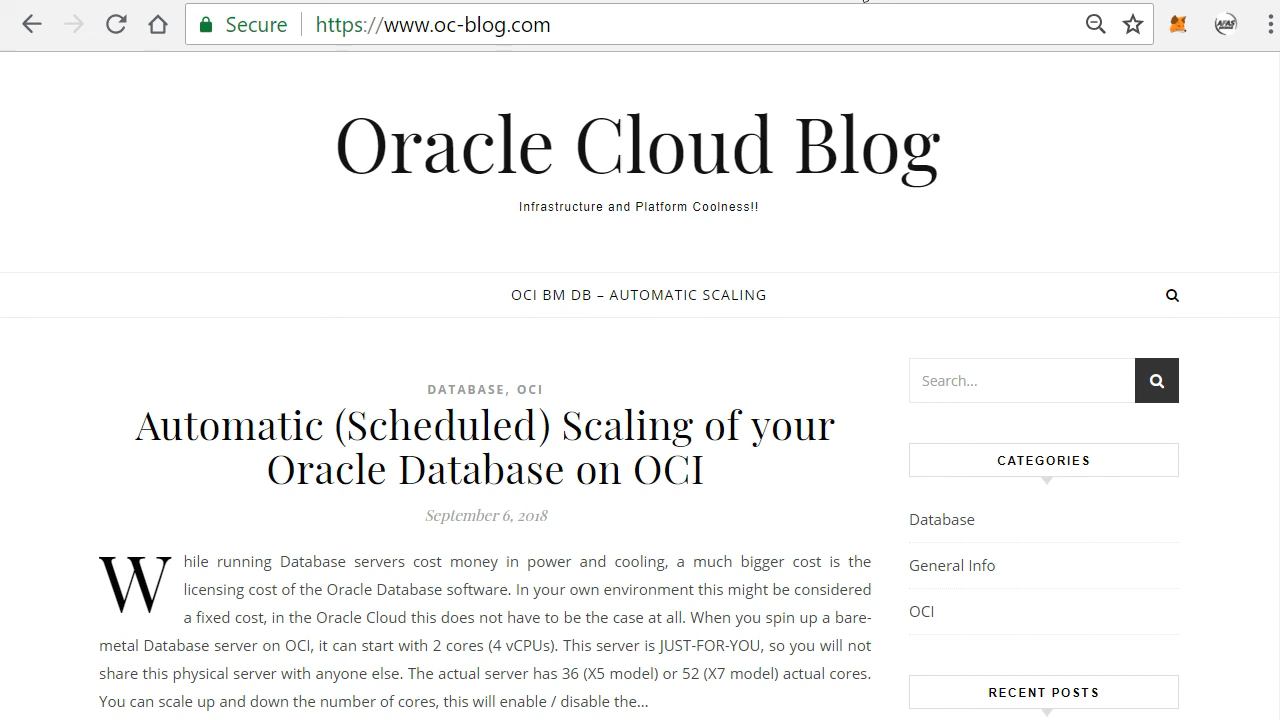 Secure https://www.oc-blog.com
Oracle Cloud Blog
Infrastructure and Platform Coolness!!
OCI BM DB – AUTOMATIC SCALING
DATABASE, OCI
Automatic (Scheduled) Scaling of your
Oracle Database on OCI
September 6, 2018
While running Database servers cost money in power and cooling, a much bigger cost is the
licensing cost of the Oracle Database software. In your own environment this might be considered
a fixed cost, in the Oracle Cloud this does not have to be the case at all. When you spin up a bare-
metal Database server on OCI, it can start with 2 cores (4 vCPUs). This server is JUST-FOR-YOU, so you will not
share this physical server with anyone else. The actual server has 36 (X5 model) or 52 (X7 model) actual cores.
You can scale up and down the number of cores, this will enable / disable the...
Search...
CATEGORIES
Database
General Info
OCI
RECENT POSTS